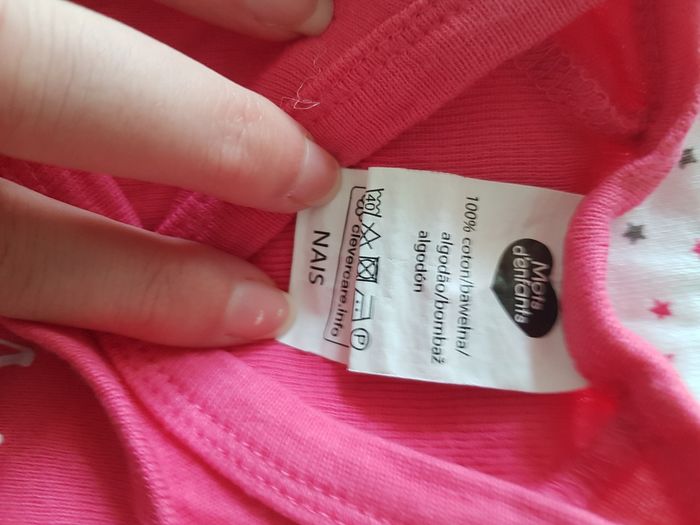 Mots
d'enfants
100% coton/bawełna/
algodão/bombaž
algodón
40
P
clevercare.info
NAIS